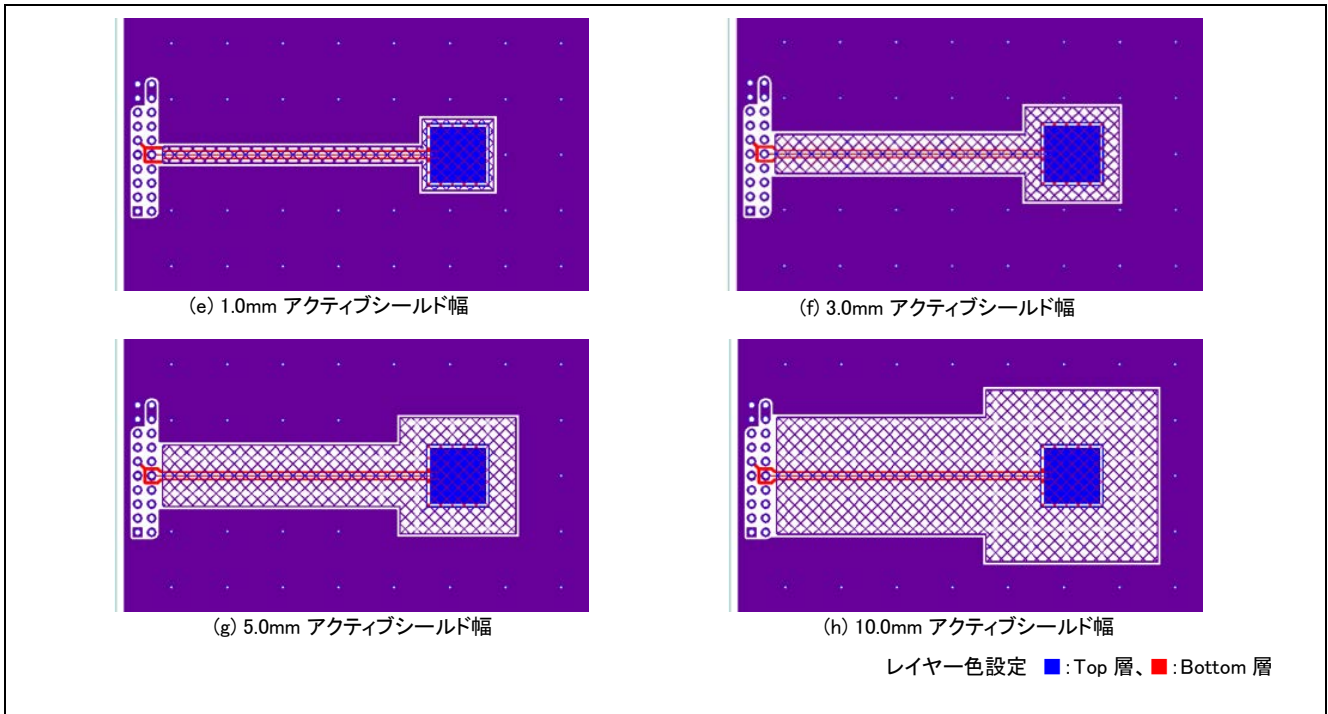 (e) 1.0mm アクティブシールド幅
(f) 3.0mm アクティブシールド幅
(g) 5.0mm アクティブシールド幅
(h) 10.0mm アクティブシールド幅
レイヤー色設定 ■:Top 層、■:Bottom 層